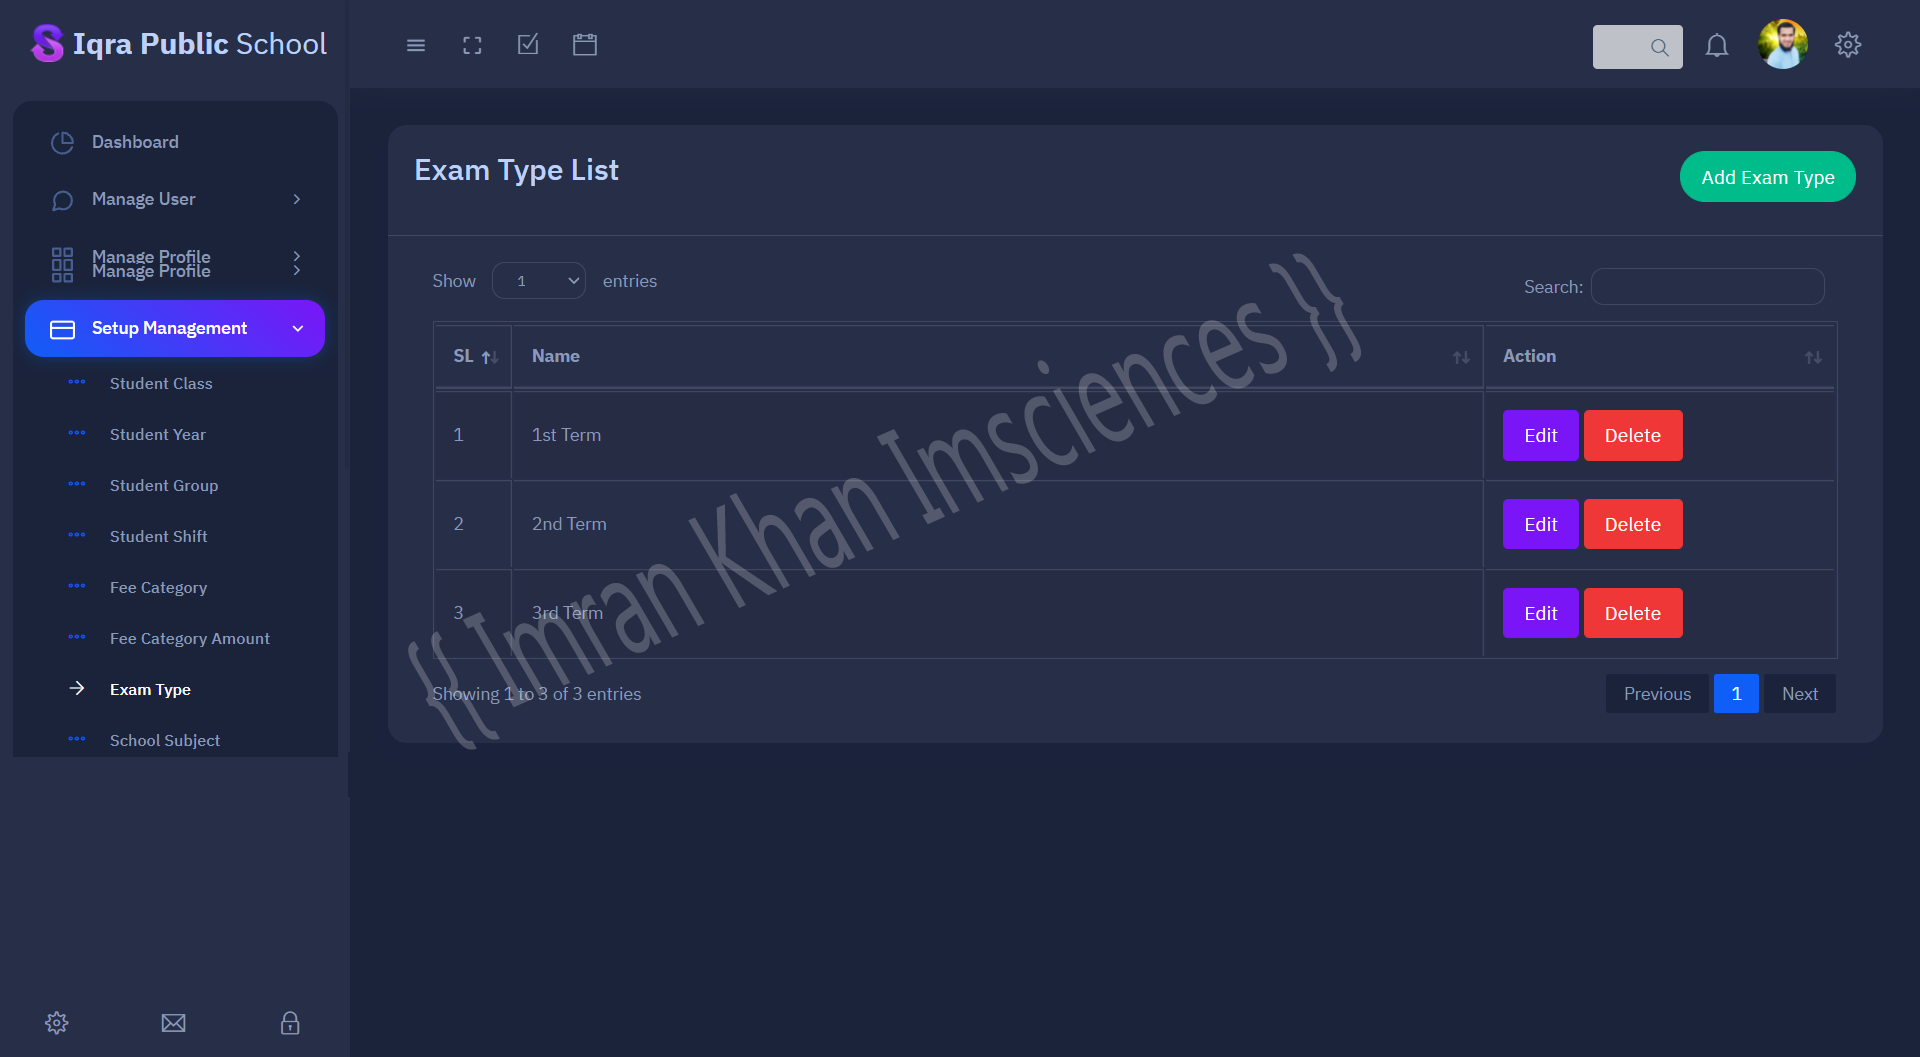 Iqra Public School
Dashboard
Manage User
Manage Profile
Manage Profile
Setup Management
Student Class
Student Year
Student Group
Student Shift
Fee Category
Fee Category Amount
Exam Type
School Subject
Exam Type List
Add Exam Type
Show 1 entries
Search:
SL Name Action
1 1st Term Edit Delete
2 2nd Term Edit Delete
3 3rd Term Edit Delete
Showing 1 to 3 of 3 entries
Previous 1 Next
{{ Imran Khan Imsciences }}